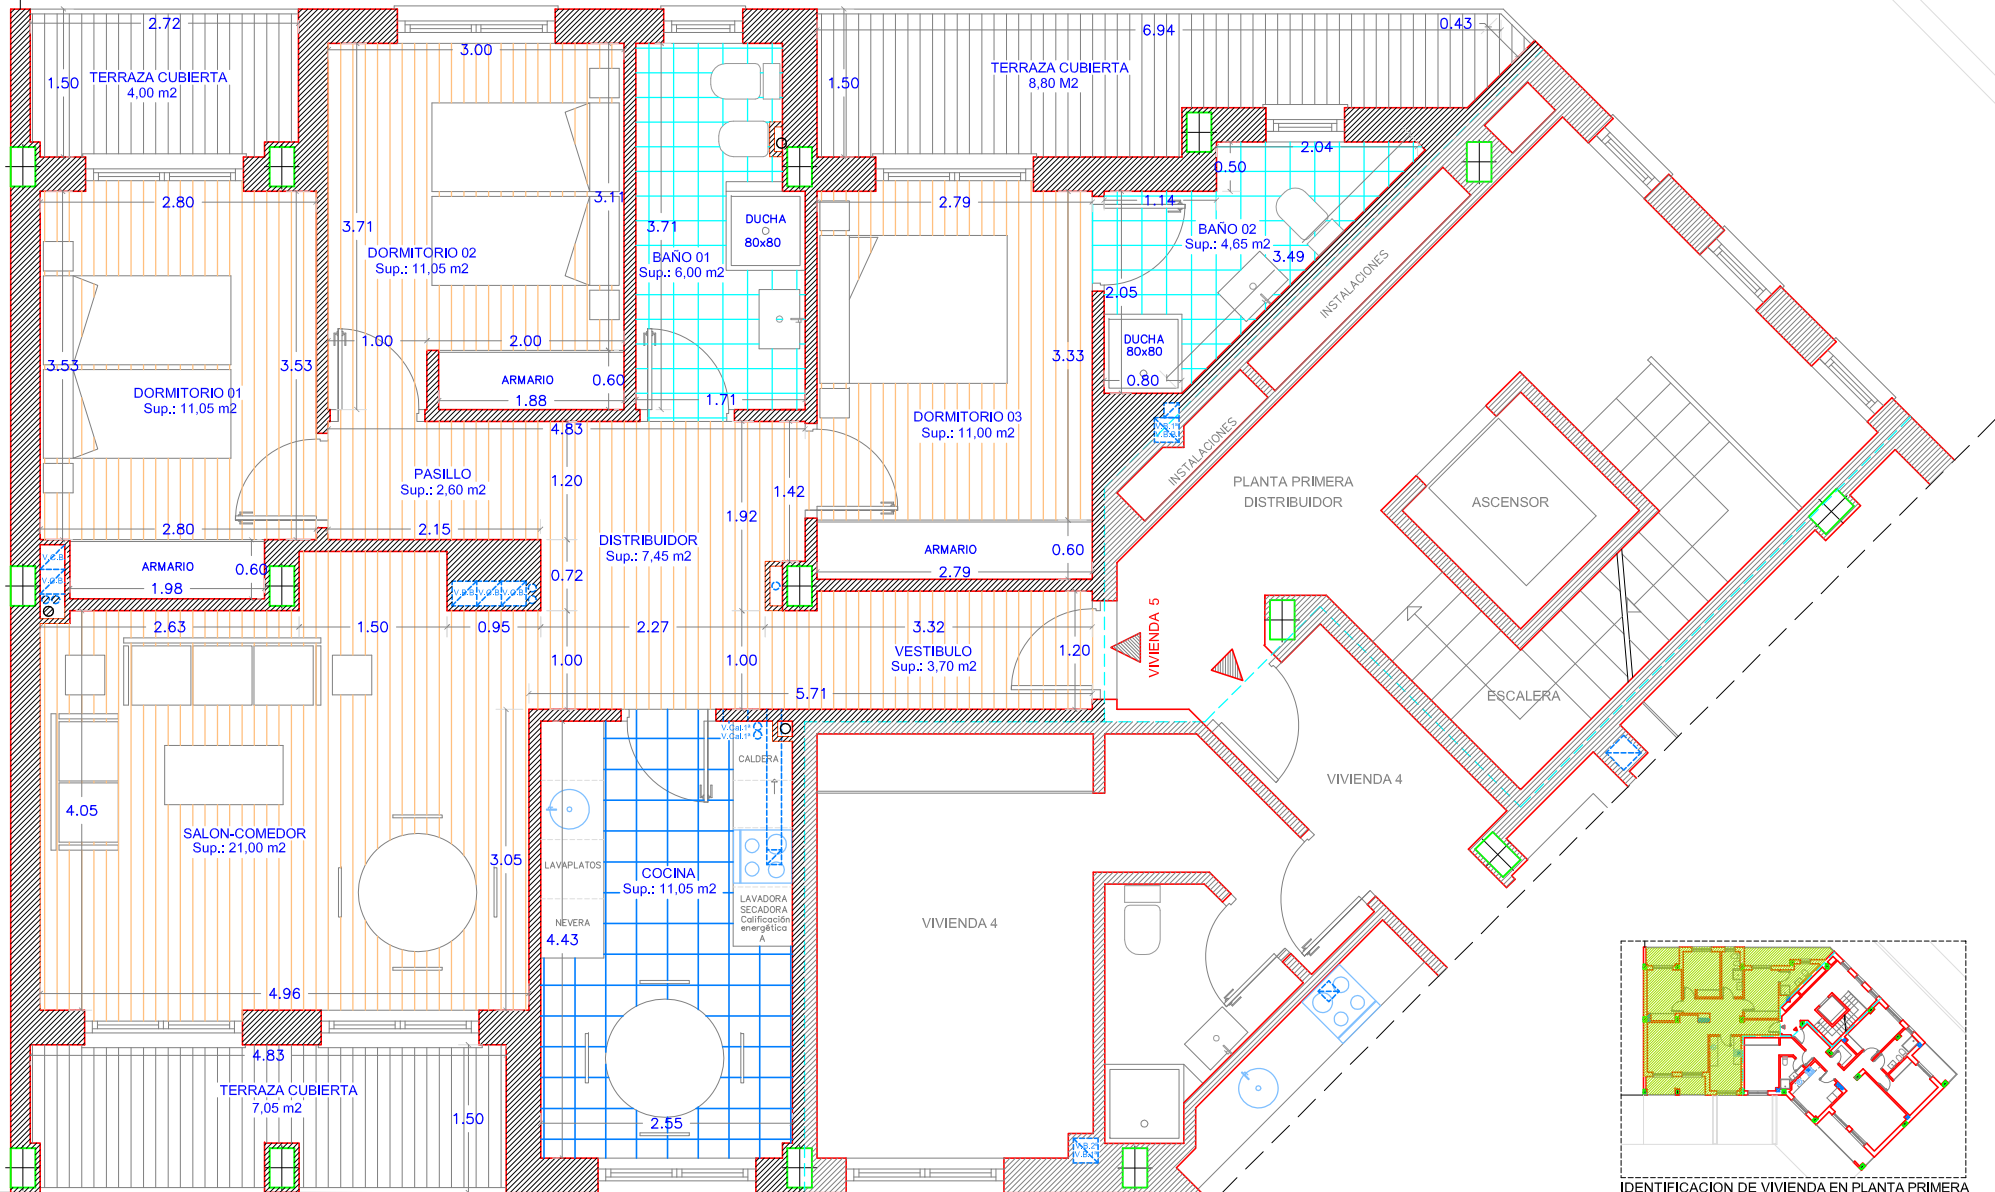 2.72
6.94
0.43
3.00
TERRAZA CUBIERTA
4,00 m2
1.50
TERRAZA CUBIERTA
8,80 M2
1.50
2.04
0.50
2.80
3.11
1.14
2.79
3.71
3.71
DUCHA
80x80
DORMITORIO 02
Sup.: 11,05 m2
BAÑO 01
Sup.: 6,00 m2
BAÑO 02
Sup.: 4,65 m2
3.49
INSTALACIONES
2.05
1.00
2.00
DUCHA
80x80
3.53
3.53
3.33
ARMARIO
0.60
0.80
DORMITORIO 01
Sup.: 11,05 m2
1.88
1.71
DORMITORIO 03
Sup.: 11,00 m2
4.83
INSTALACIONES
PASILLO
Sup.: 2,60 m2
1.20
1.42
1.92
PLANTA PRIMERA
DISTRIBUIDOR
ASCENSOR
2.80
2.15
DISTRIBUIDOR
Sup.: 7,45 m2
ARMARIO
0.60
V.C.B.
V.C.B.
ARMARIO
0.60
0.72
2.79
1.98
V.B.B.
V.C.B.
V.C.B.
2.63
1.50
0.95
2.27
3.32
VIVIENDA 5
VESTIBULO
Sup.: 3,70 m2
1.20
1.00
1.00
5.71
ESCALERA
V.Cal.1ª
V.Cal.1ª
CALDERA
VIVIENDA 4
4.05
SALON-COMEDOR
Sup.: 21,00 m2
3.05
LAVAPLATOS
COCINA
Sup.: 11,05 m2
LAVADORA
SECADORA
Calificación
energética
A
NEVERA
VIVIENDA 4
4.43
4.96
4.83
TERRAZA CUBIERTA
7,05 m2
1.50
2.55
IDENTIFICACION DE VIVIENDA EN PLANTA PRIMERA